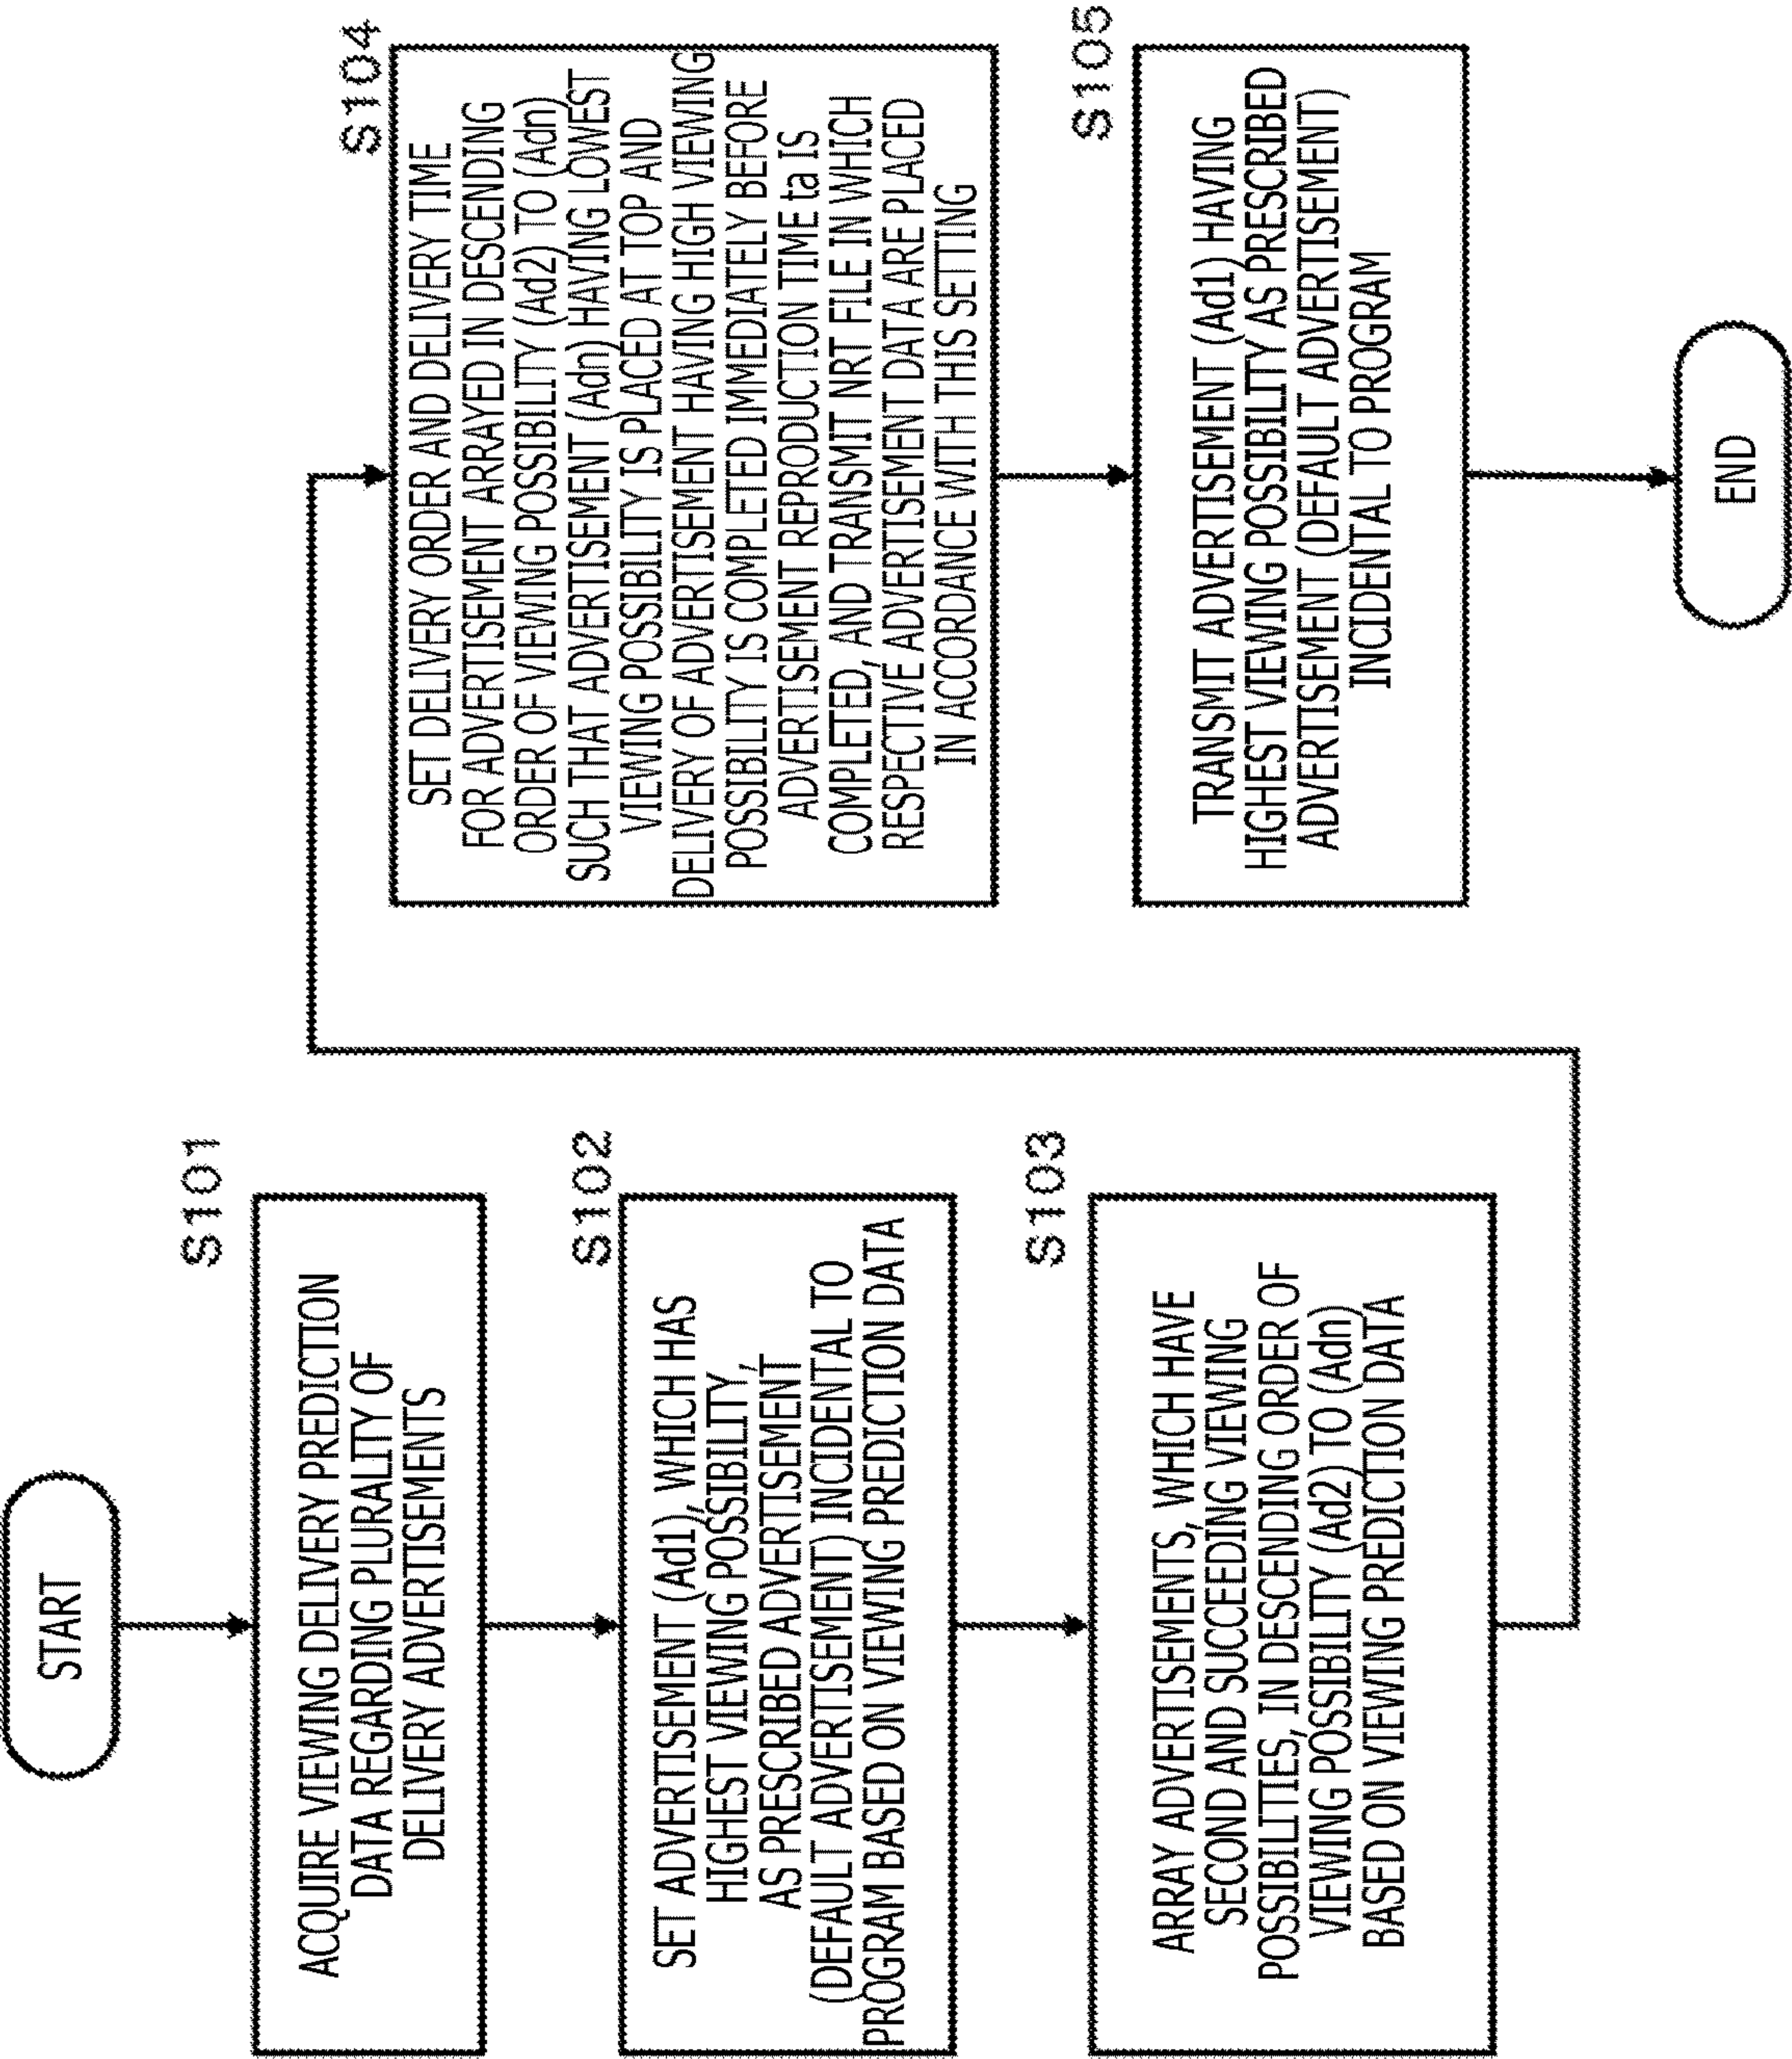 START
S101
ACQUIRE VIEWING DELIVERY PREDICTION
DATA REGARDING PLURALITY OF
DELIVERY ADVERTISEMENTS
S102
SET ADVERTISEMENT (Ad1), WHICH HAS
HIGHEST VIEWING POSSIBILITY,
AS PRESCRIBED ADVERTISEMENT
(DEFAULT ADVERTISEMENT) INCIDENTAL TO
PROGRAM BASED ON VIEWING PREDICTION DATA
S103
ARRAY ADVERTISEMENTS, WHICH HAVE
SECOND AND SUCCEEDING VIEWING
POSSIBILITIES, IN DESCENDING ORDER OF
VIEWING POSSIBILITY (Ad2) TO (Adn)
BASED ON VIEWING PREDICTION DATA
S104
SET DELIVERY ORDER AND DELIVERY TIME
FOR ADVERTISEMENT ARRAYED IN DESCENDING
ORDER OF VIEWING POSSIBILITY (Ad2) TO (Adn)
SUCH THAT ADVERTISEMENT (Adn) HAVING LOWEST
VIEWING POSSIBILITY IS PLACED AT TOP AND
DELIVERY OF ADVERTISEMENT HAVING HIGH VIEWING
POSSIBILITY IS COMPLETED IMMEDIATELY BEFORE
ADVERTISEMENT REPRODUCTION TIME ta IS
COMPLETED, AND TRANSMIT NRT FILE IN WHICH
RESPECTIVE ADVERTISEMENT DATA ARE PLACED
IN ACCORDANCE WITH THIS SETTING
S105
TRANSMIT ADVERTISEMENT (Ad1) HAVING
HIGHEST VIEWING POSSIBILITY AS PRESCRIBED
ADVERTISEMENT (DEFAULT ADVERTISEMENT)
INCIDENTAL TO PROGRAM
END